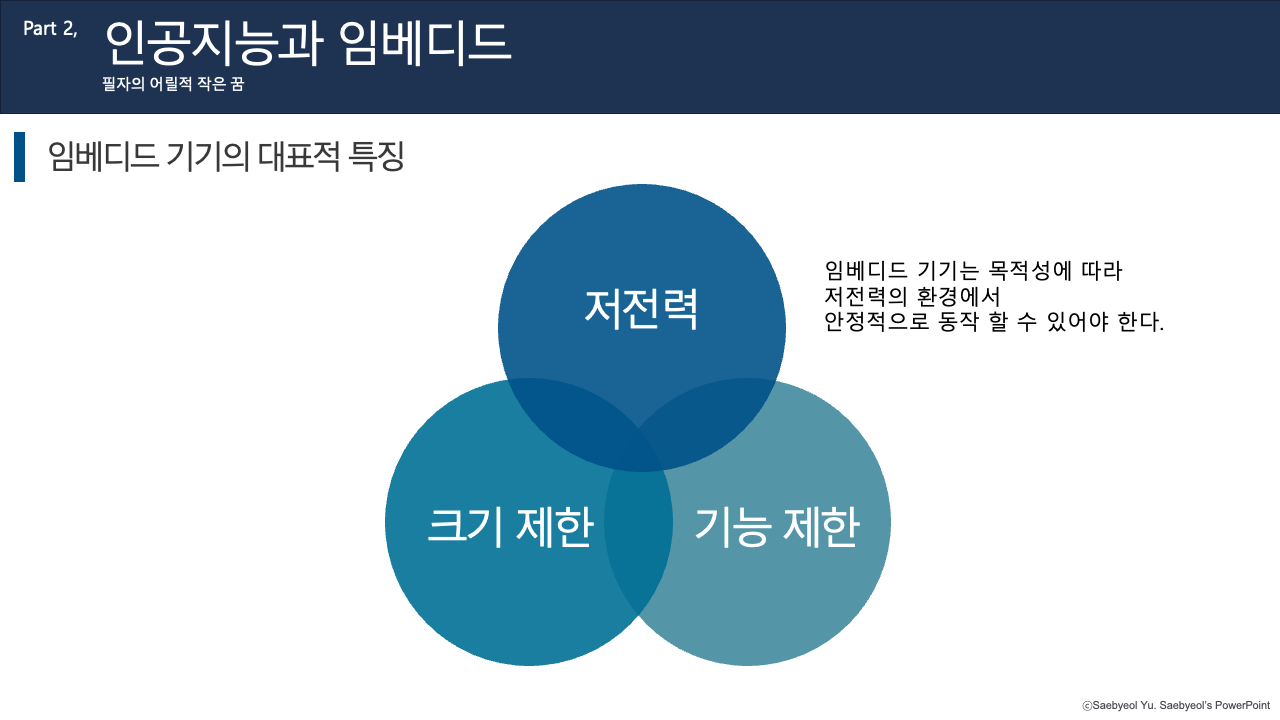 Part 2,
인공지능과 임베디드
필자의 어릴적 작은 꿈
임베디드 기기의 대표적 특징
저전력
임베디드 기기는 목적성에 따라
저전력의 환경에서
안정적으로 동작 할 수 있어야 한다.
크기 제한
기능 제한
ⓒSaebyeol Yu. Saebyeol's PowerPoint